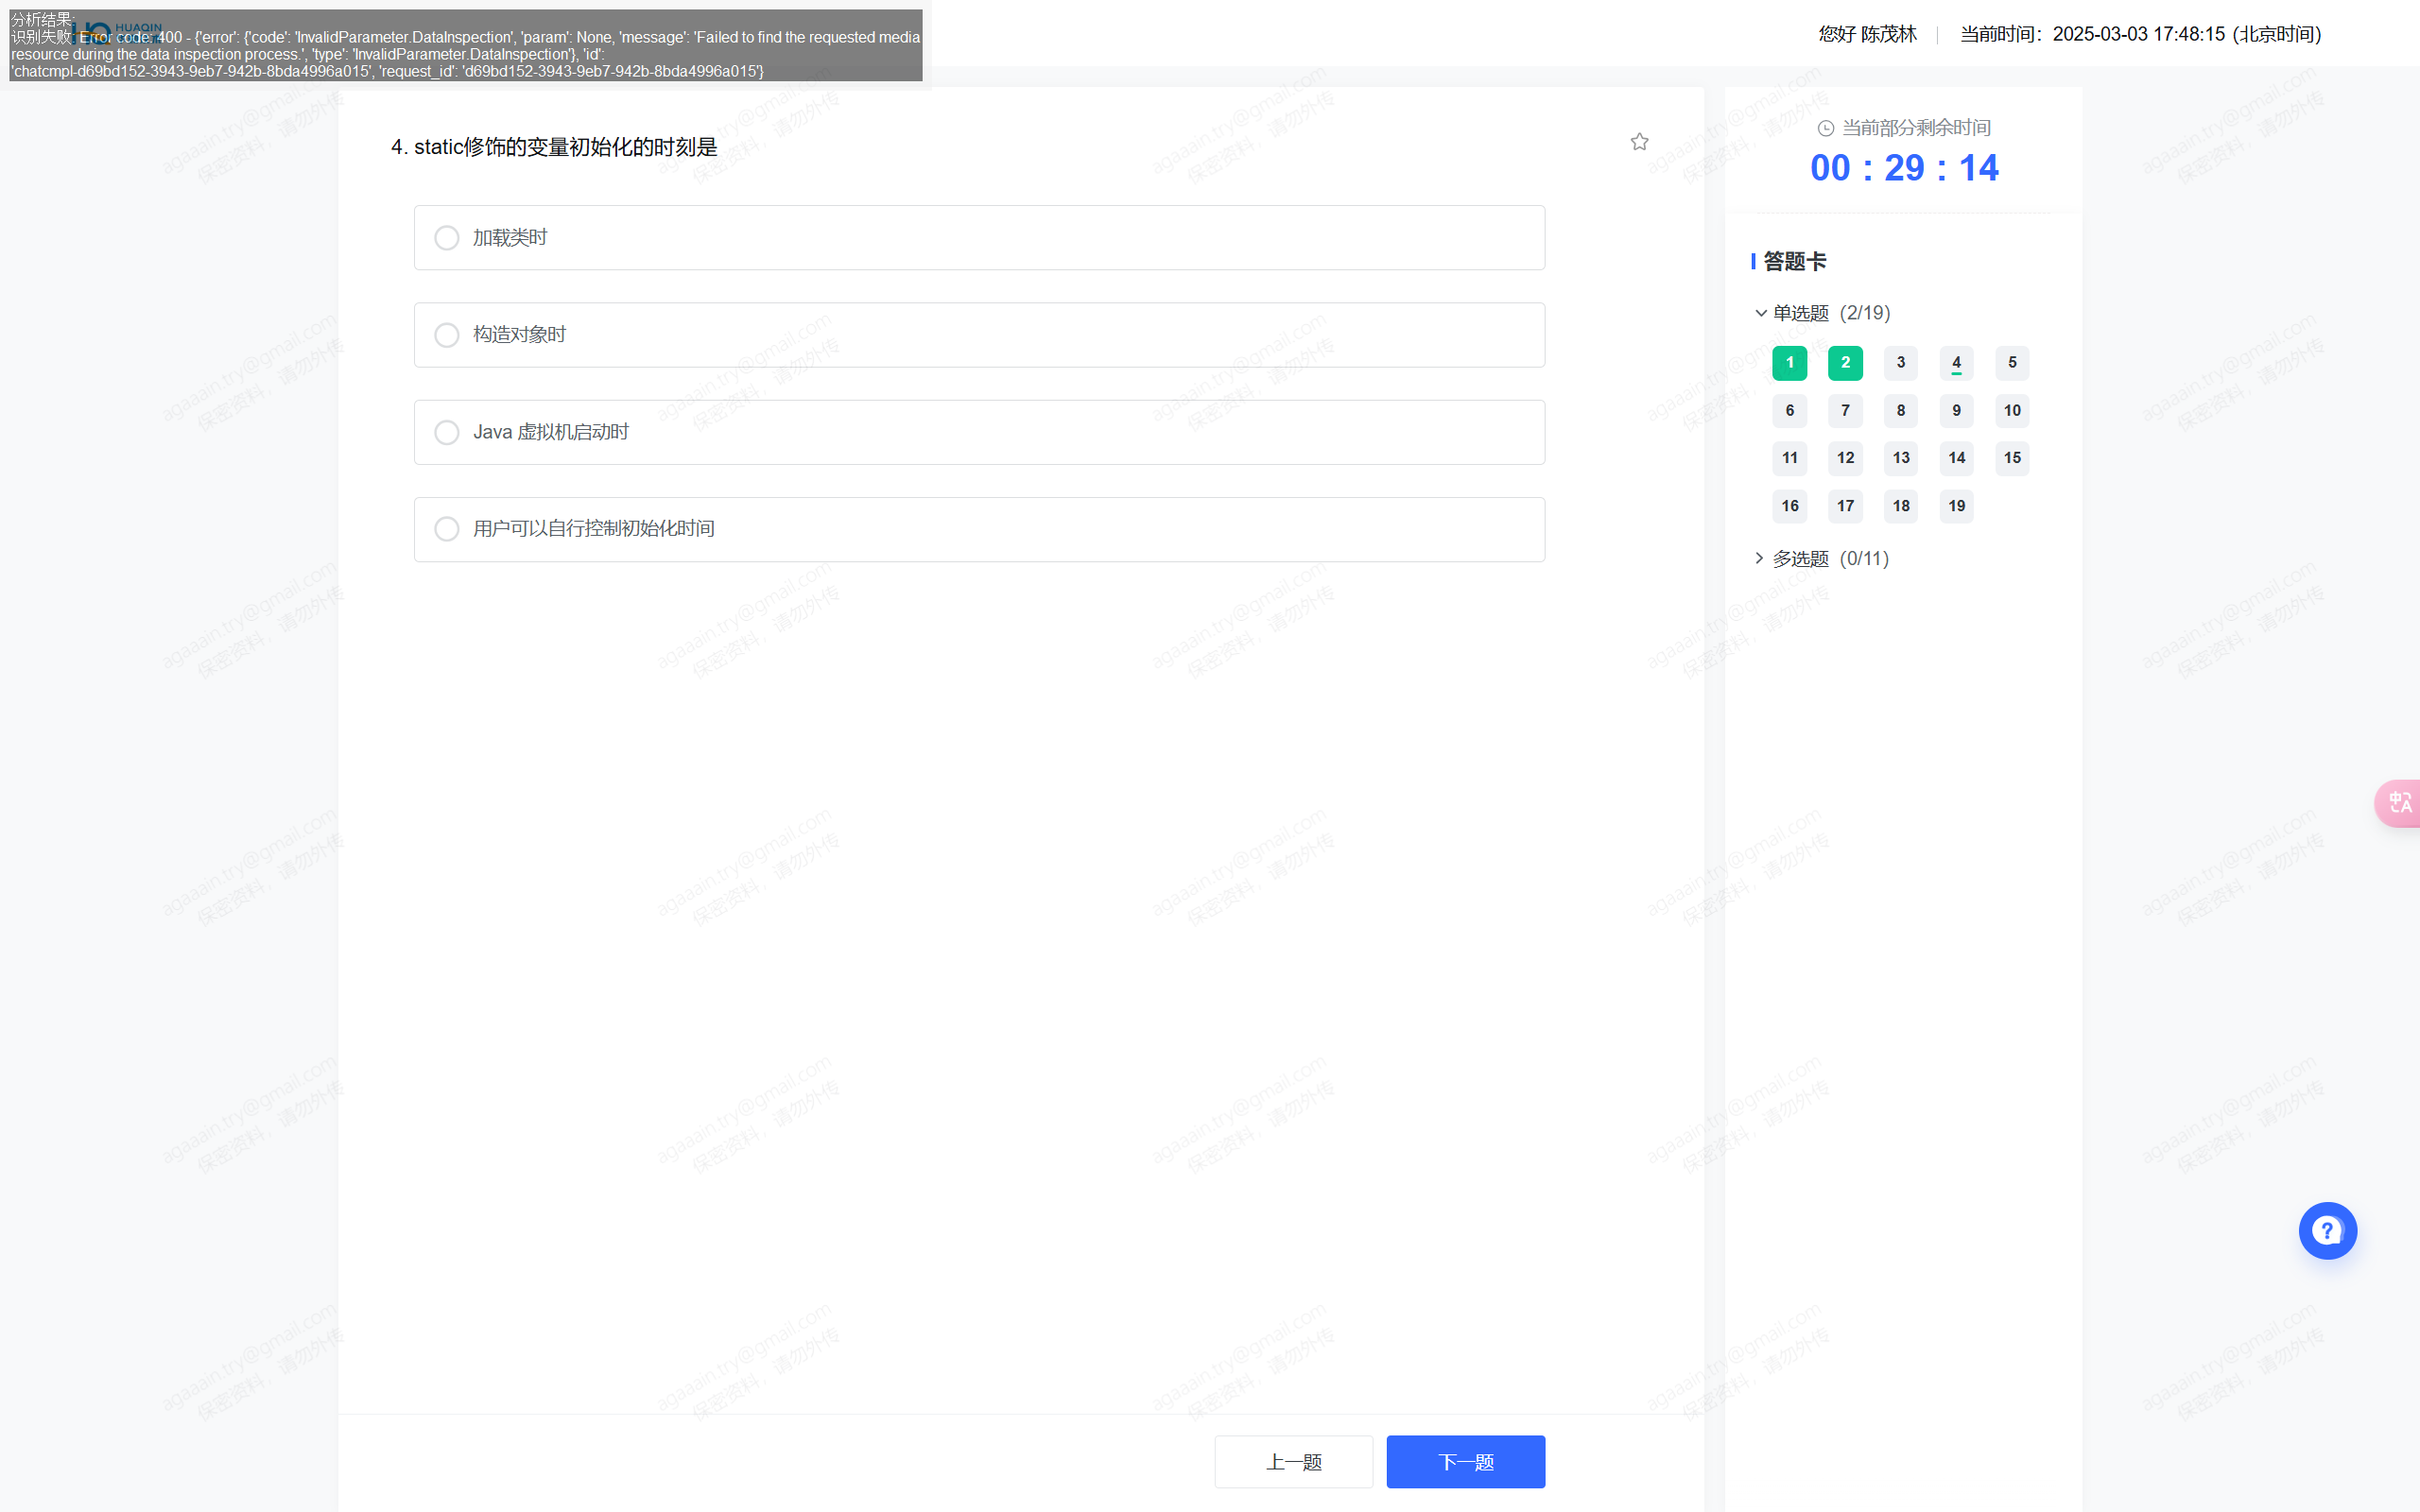 分析结果:
识别失败: Error code: 400 - {'error': {'code': 'InvalidParameter.DataInspection', 'param': None, 'message': 'Failed to find the requested media
resource during the data inspection process.', 'type': 'InvalidParameter.DataInspection'}, 'id':
'chatcmpl-d69bd152-3943-9eb7-942b-8bda4996a015', 'request_id': 'd69bd152-3943-9eb7-942b-8bda4996a015'}
HUAQIN
您好 陈茂林
当前时间：2025-03-03 17:48:15 (北京时间)
4. static修饰的变量初始化的时刻是
加载类时
构造对象时
Java 虚拟机启动时
用户可以自行控制初始化时间
上一题
下一题
当前部分剩余时间
00 : 29 : 14
答题卡
单选题 (2/19)
1 2 3 4 5
6 7 8 9 10
11 12 13 14 15
16 17 18 19
多选题 (0/11)
agaaain.try@gmail.com
保密资料，请勿外传